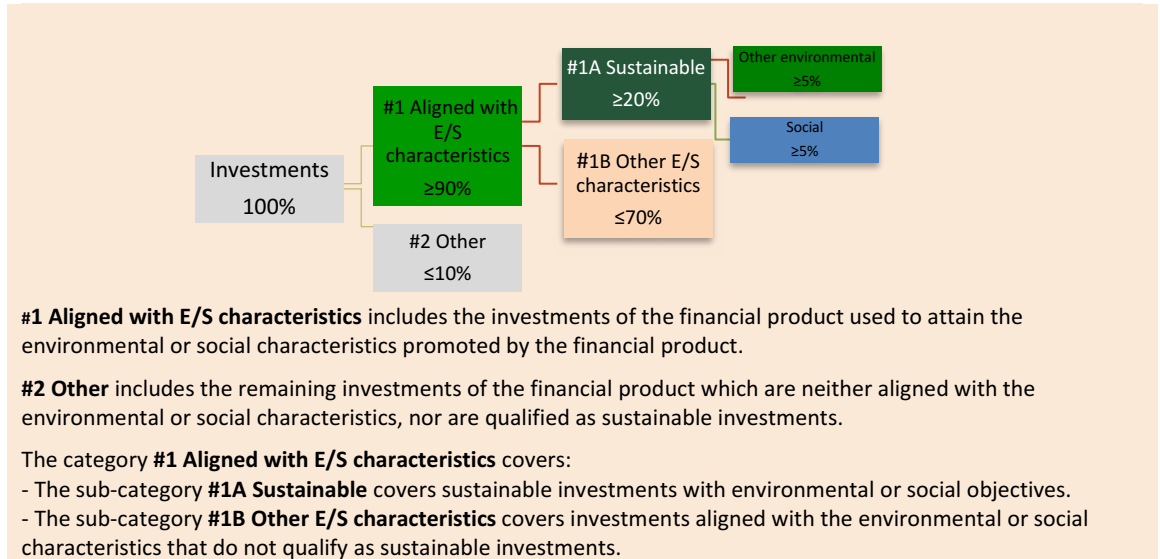 Investments
100%
#1 Aligned with
E/S
characteristics
≥90%
#2 Other
≤10%
#1A Sustainable
≥20%
#1B Other E/S
characteristics
≤70%
Other environmental
≥5%
Social
≥5%
#1 Aligned with E/S characteristics includes the investments of the financial product used to attain the
environmental or social characteristics promoted by the financial product.
#2 Other includes the remaining investments of the financial product which are neither aligned with the
environmental or social characteristics, nor are qualified as sustainable investments.
The category #1 Aligned with E/S characteristics covers:
- The sub-category #1A Sustainable covers sustainable investments with environmental or social objectives.
- The sub-category #1B Other E/S characteristics covers investments aligned with the environmental or social
characteristics that do not qualify as sustainable investments.